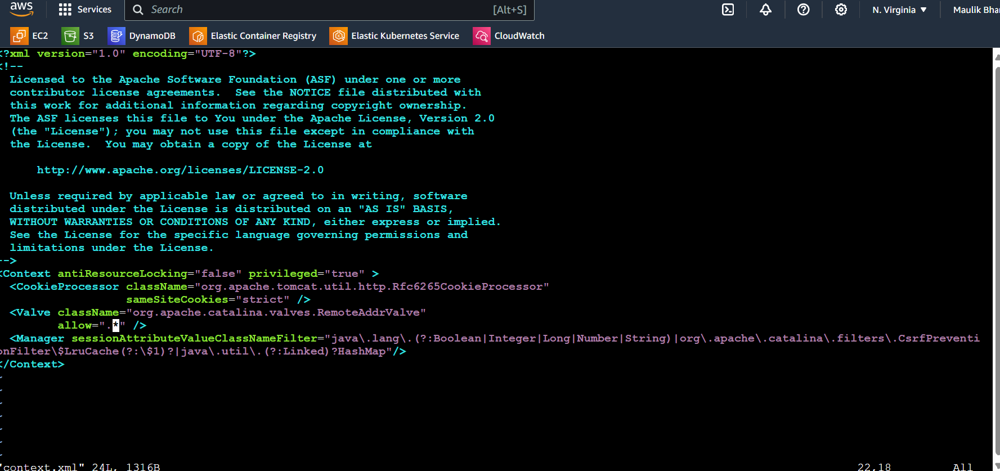 aws Services Search [Alt+S] N. Virginia ▼ Maulik Bha
EC2 S3 DynamoDB Elastic Container Registry Elastic Kubernetes Service CloudWatch
<?xml version="1.0" encoding="UTF-8"?>
<!--
Licensed to the Apache Software Foundation (ASF) under one or more
contributor license agreements.  See the NOTICE file distributed with
this work for additional information regarding copyright ownership.
The ASF licenses this file to You under the Apache License, Version 2.0
(the "License"); you may not use this file except in compliance with
the License.  You may obtain a copy of the License at
http://www.apache.org/licenses/LICENSE-2.0
Unless required by applicable law or agreed to in writing, software
distributed under the License is distributed on an "AS IS" BASIS,
WITHOUT WARRANTIES OR CONDITIONS OF ANY KIND, either express or implied.
See the License for the specific language governing permissions and
limitations under the License.
-->
<Context antiResourceLocking="false" privileged="true" >
<CookieProcessor className="org.apache.tomcat.util.http.Rfc6265CookieProcessor"
sameSiteCookies="strict" />
<Valve className="org.apache.catalina.valves.RemoteAddrValve"
allow=".*" />
<Manager sessionAttributeValueClassNameFilter="java\.lang\.(?:Boolean|Integer|Long|Number|String)|org\.apache\.catalina\.filters\.CsrfPreventi
onFilter\$LruCache(?:\$1)?|java\.util\.(?:Linked)?HashMap"/>
</Context>
~
~
~
~
~
~
~
"context.xml" 24L, 1316B 22,18 All